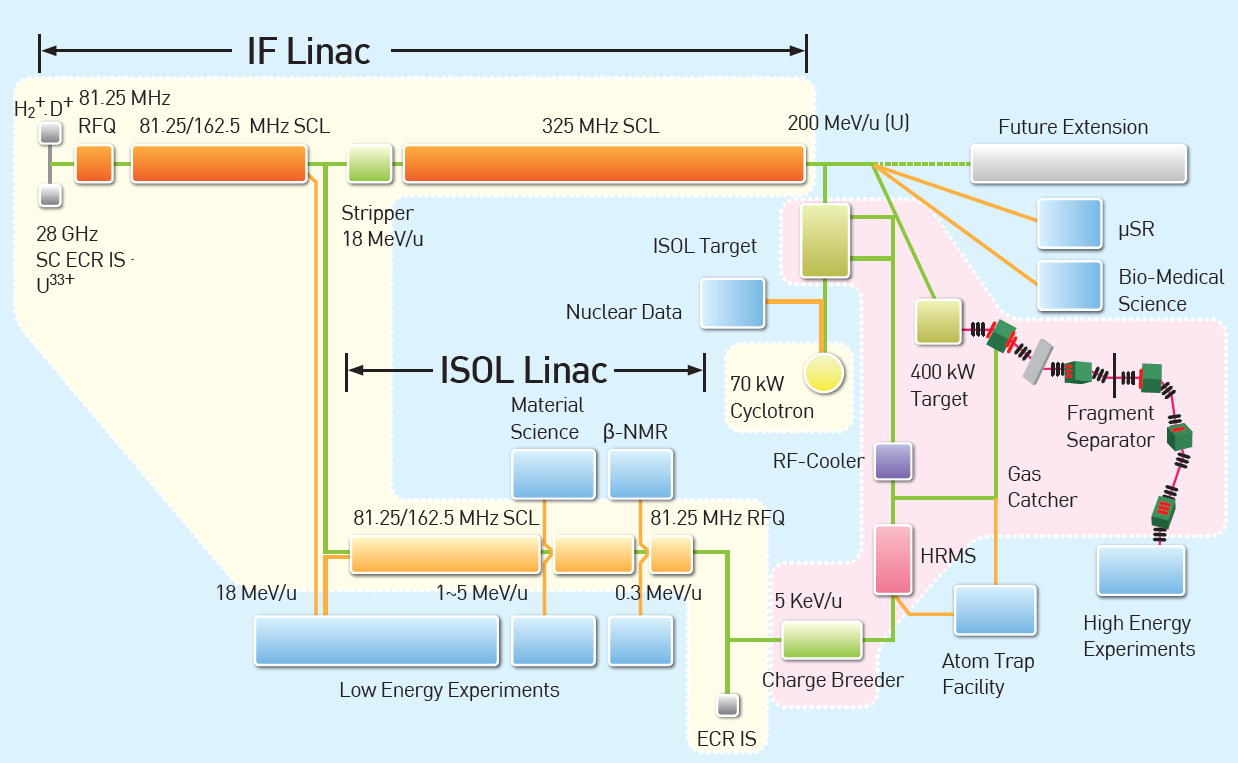 IF Linac
H₂⁺.D⁺
81.25 MHz
RFQ
81.25/162.5 MHz SCL
325 MHz SCL
200 MeV/u (U)
Future Extension
Stripper
18 MeV/u
28 GHz
SC ECR IS ·
U³³⁺
ISOL Target
μSR
Bio-Medical
Science
Nuclear Data
ISOL Linac
70 kW
Cyclotron
400 kW
Target
Fragment
Separator
Material
Science
β-NMR
RF-Cooler
Gas
Catcher
81.25/162.5 MHz SCL
81.25 MHz RFQ
HRMS
18 MeV/u
1~5 MeV/u
0.3 MeV/u
5 KeV/u
High Energy
Experiments
Low Energy Experiments
Charge Breeder
Atom Trap
Facility
ECR IS